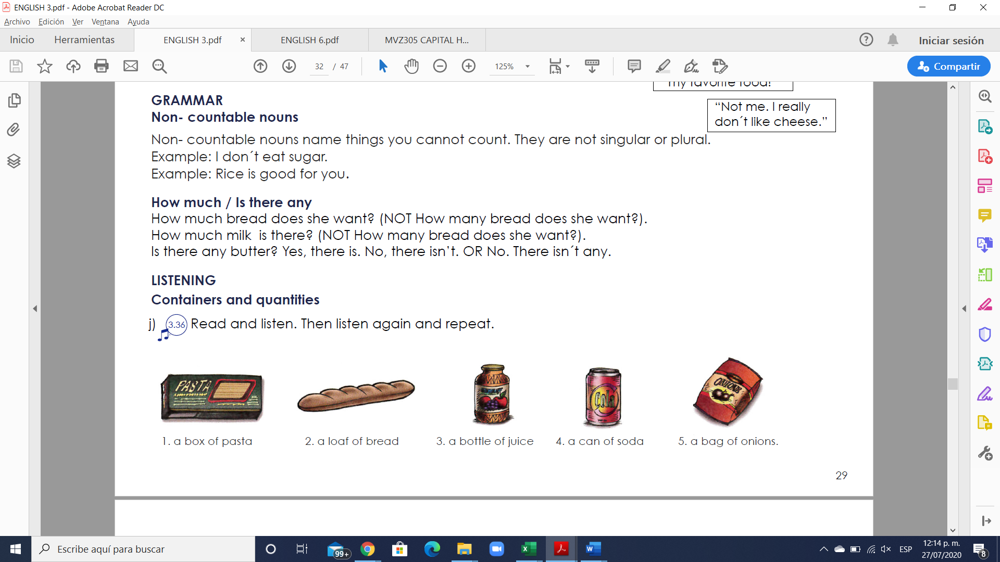 ENGLISH 3.pdf - Adobe Acrobat Reader DC
Archivo Edición Ver Ventana Ayuda
Inicio Herramientas ENGLISH 3.pdf × ENGLISH 6.pdf MVZ305 CAPITAL H... Iniciar sesión
32 / 47 125% Compartir
my favorite food!
GRAMMAR
Non- countable nouns
“Not me. I really
don´t like cheese.”
Non- countable nouns name things you cannot count. They are not singular or plural.
Example: I don´t eat sugar.
Example: Rice is good for you.
How much / Is there any
How much bread does she want? (NOT How many bread does she want?).
How much milk  is there? (NOT How many bread does she want?).
Is there any butter? Yes, there is. No, there isn’t. OR No. There isn´t any.
LISTENING
Containers and quantities
j) 3.36 Read and listen. Then listen again and repeat.
PASTA
Cola
ONIONS
1. a box of pasta 2. a loaf of bread 3. a bottle of juice 4. a can of soda 5. a bag of onions.
29
Escribe aquí para buscar
99+
ESP
12:14 p. m.
27/07/2020
8